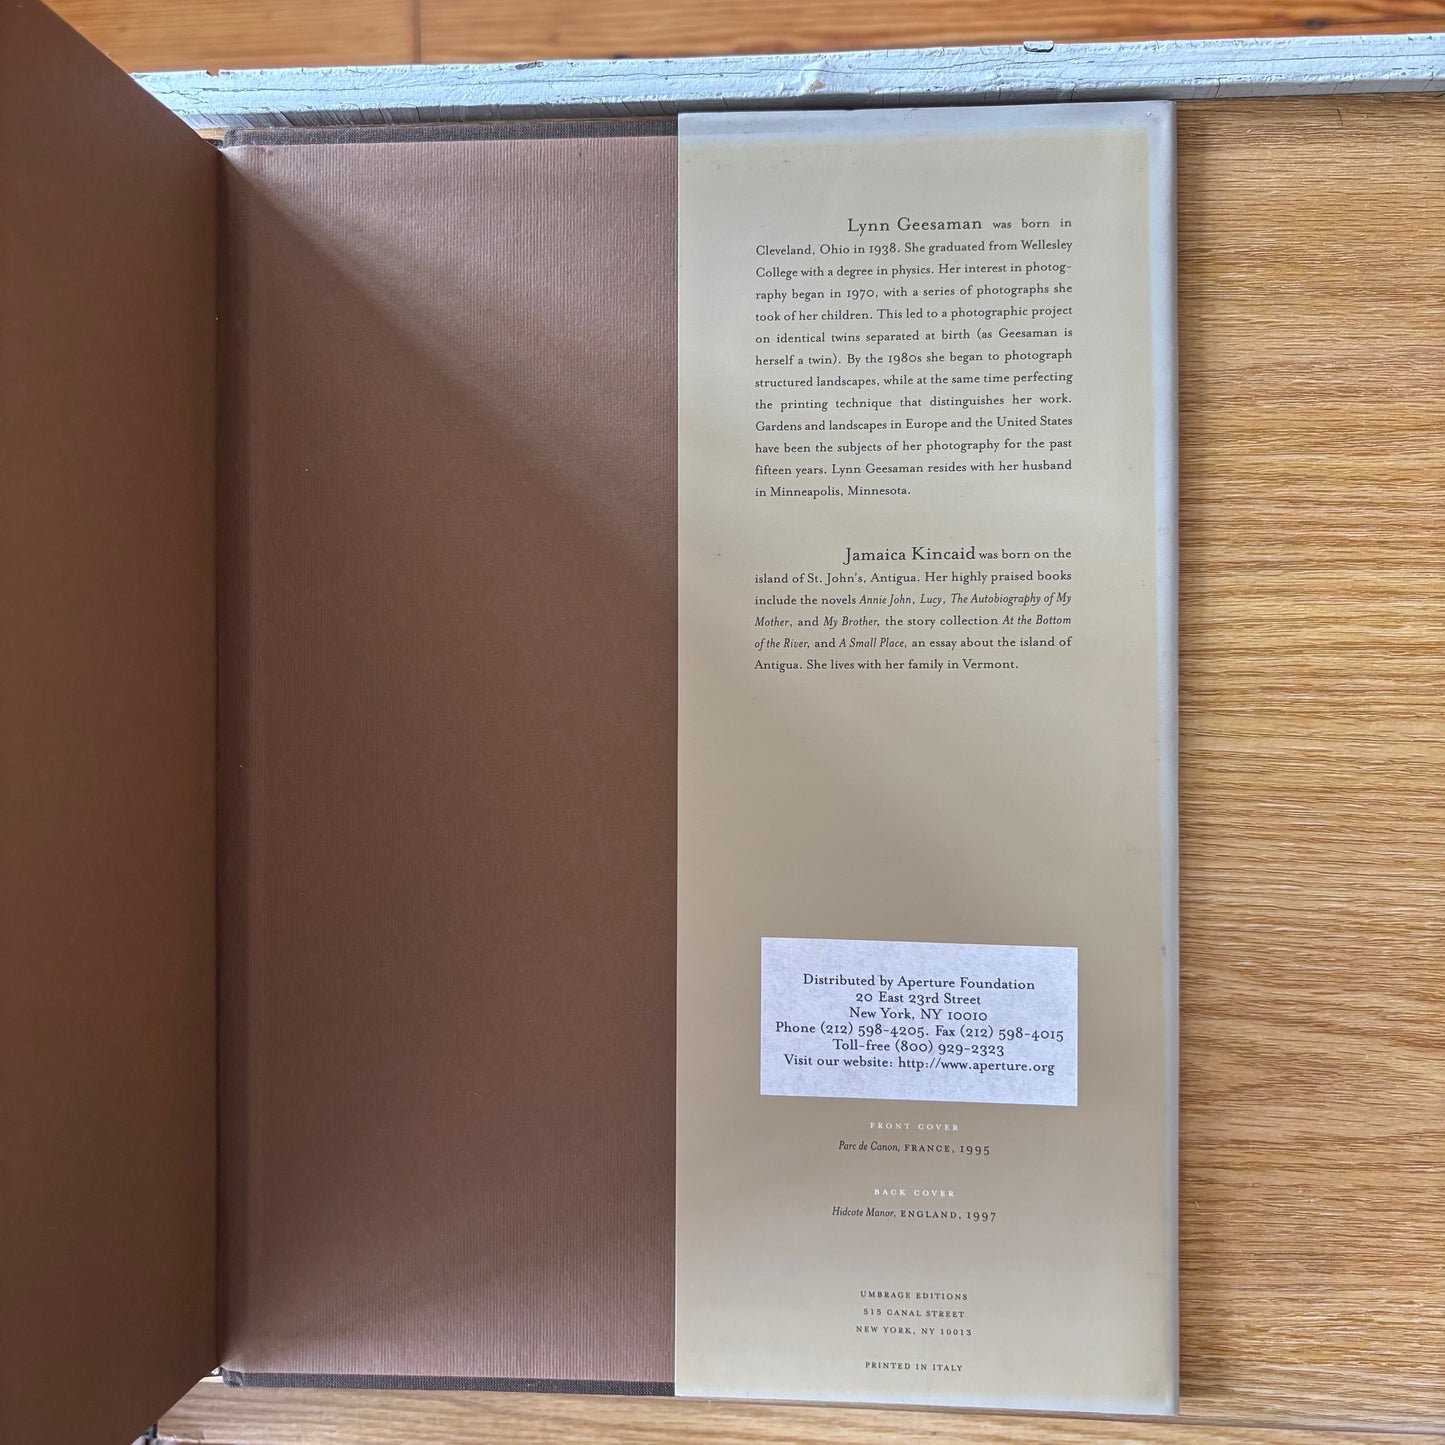 Lynn Geesaman was born in
Cleveland, Ohio in 1938. She graduated from Wellesley
College with a degree in physics. Her interest in photog-
raphy began in 1970, with a series of photographs she
took of her children. This led to a photographic project
on identical twins separated at birth (as Geesaman is
herself a twin). By the 1980s she began to photograph
structured landscapes, while at the same time perfecting
the printing technique that distinguishes her work.
Gardens and landscapes in Europe and the United States
have been the subjects of her photography for the past
fifteen years. Lynn Geesaman resides with her husband
in Minneapolis, Minnesota.
Jamaica Kincaid was born on the
island of St. John's, Antigua. Her highly praised books
include the novels Annie John, Lucy, The Autobiography of My
Mother, and My Brother, the story collection At the Bottom
of the River, and A Small Place, an essay about the island of
Antigua. She lives with her family in Vermont.
Distributed by Aperture Foundation
20 East 23rd Street
New York, NY 10010
Phone (212) 598-4205. Fax (212) 598-4015
Toll-free (800) 929-2323
Visit our website: http://www.aperture.org
FRONT COVER
Parc de Canon, FRANCE, 1995
BACK COVER
Hidcote Manor, ENGLAND, 1997
UMBRAGE EDITIONS
515 CANAL STREET
NEW YORK, NY 10013
PRINTED IN ITALY